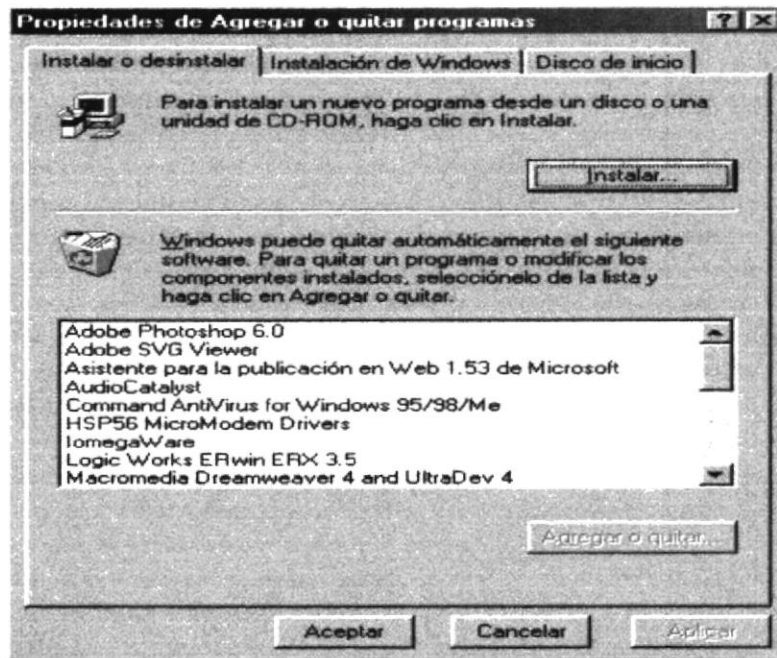 Propiedades de Agregar o quitar programas
Instalar o desinstalar
Instalación de Windows
Disco de inicio
Para instalar un nuevo programa desde un disco o una
unidad de CD-ROM, haga clic en Instalar.
Instalar...
Windows puede quitar automáticamente el siguiente
software. Para quitar un programa o modificar los
componentes instalados, selecciónelo de la lista y
haga clic en Agregar o quitar.
Adobe Photoshop 6.0
Adobe SVG Viewer
Asistente para la publicación en Web 1.53 de Microsoft
AudioCatalyst
Command AntiVirus for Windows 95/98/Me
HSP56 MicroModem Drivers
IomegaWare
Logic Works ERwin ERX 3.5
Macromedia Dreamweaver 4 and UltraDev 4
Agregar o quitar...
Aceptar
Cancelar
Aplicar